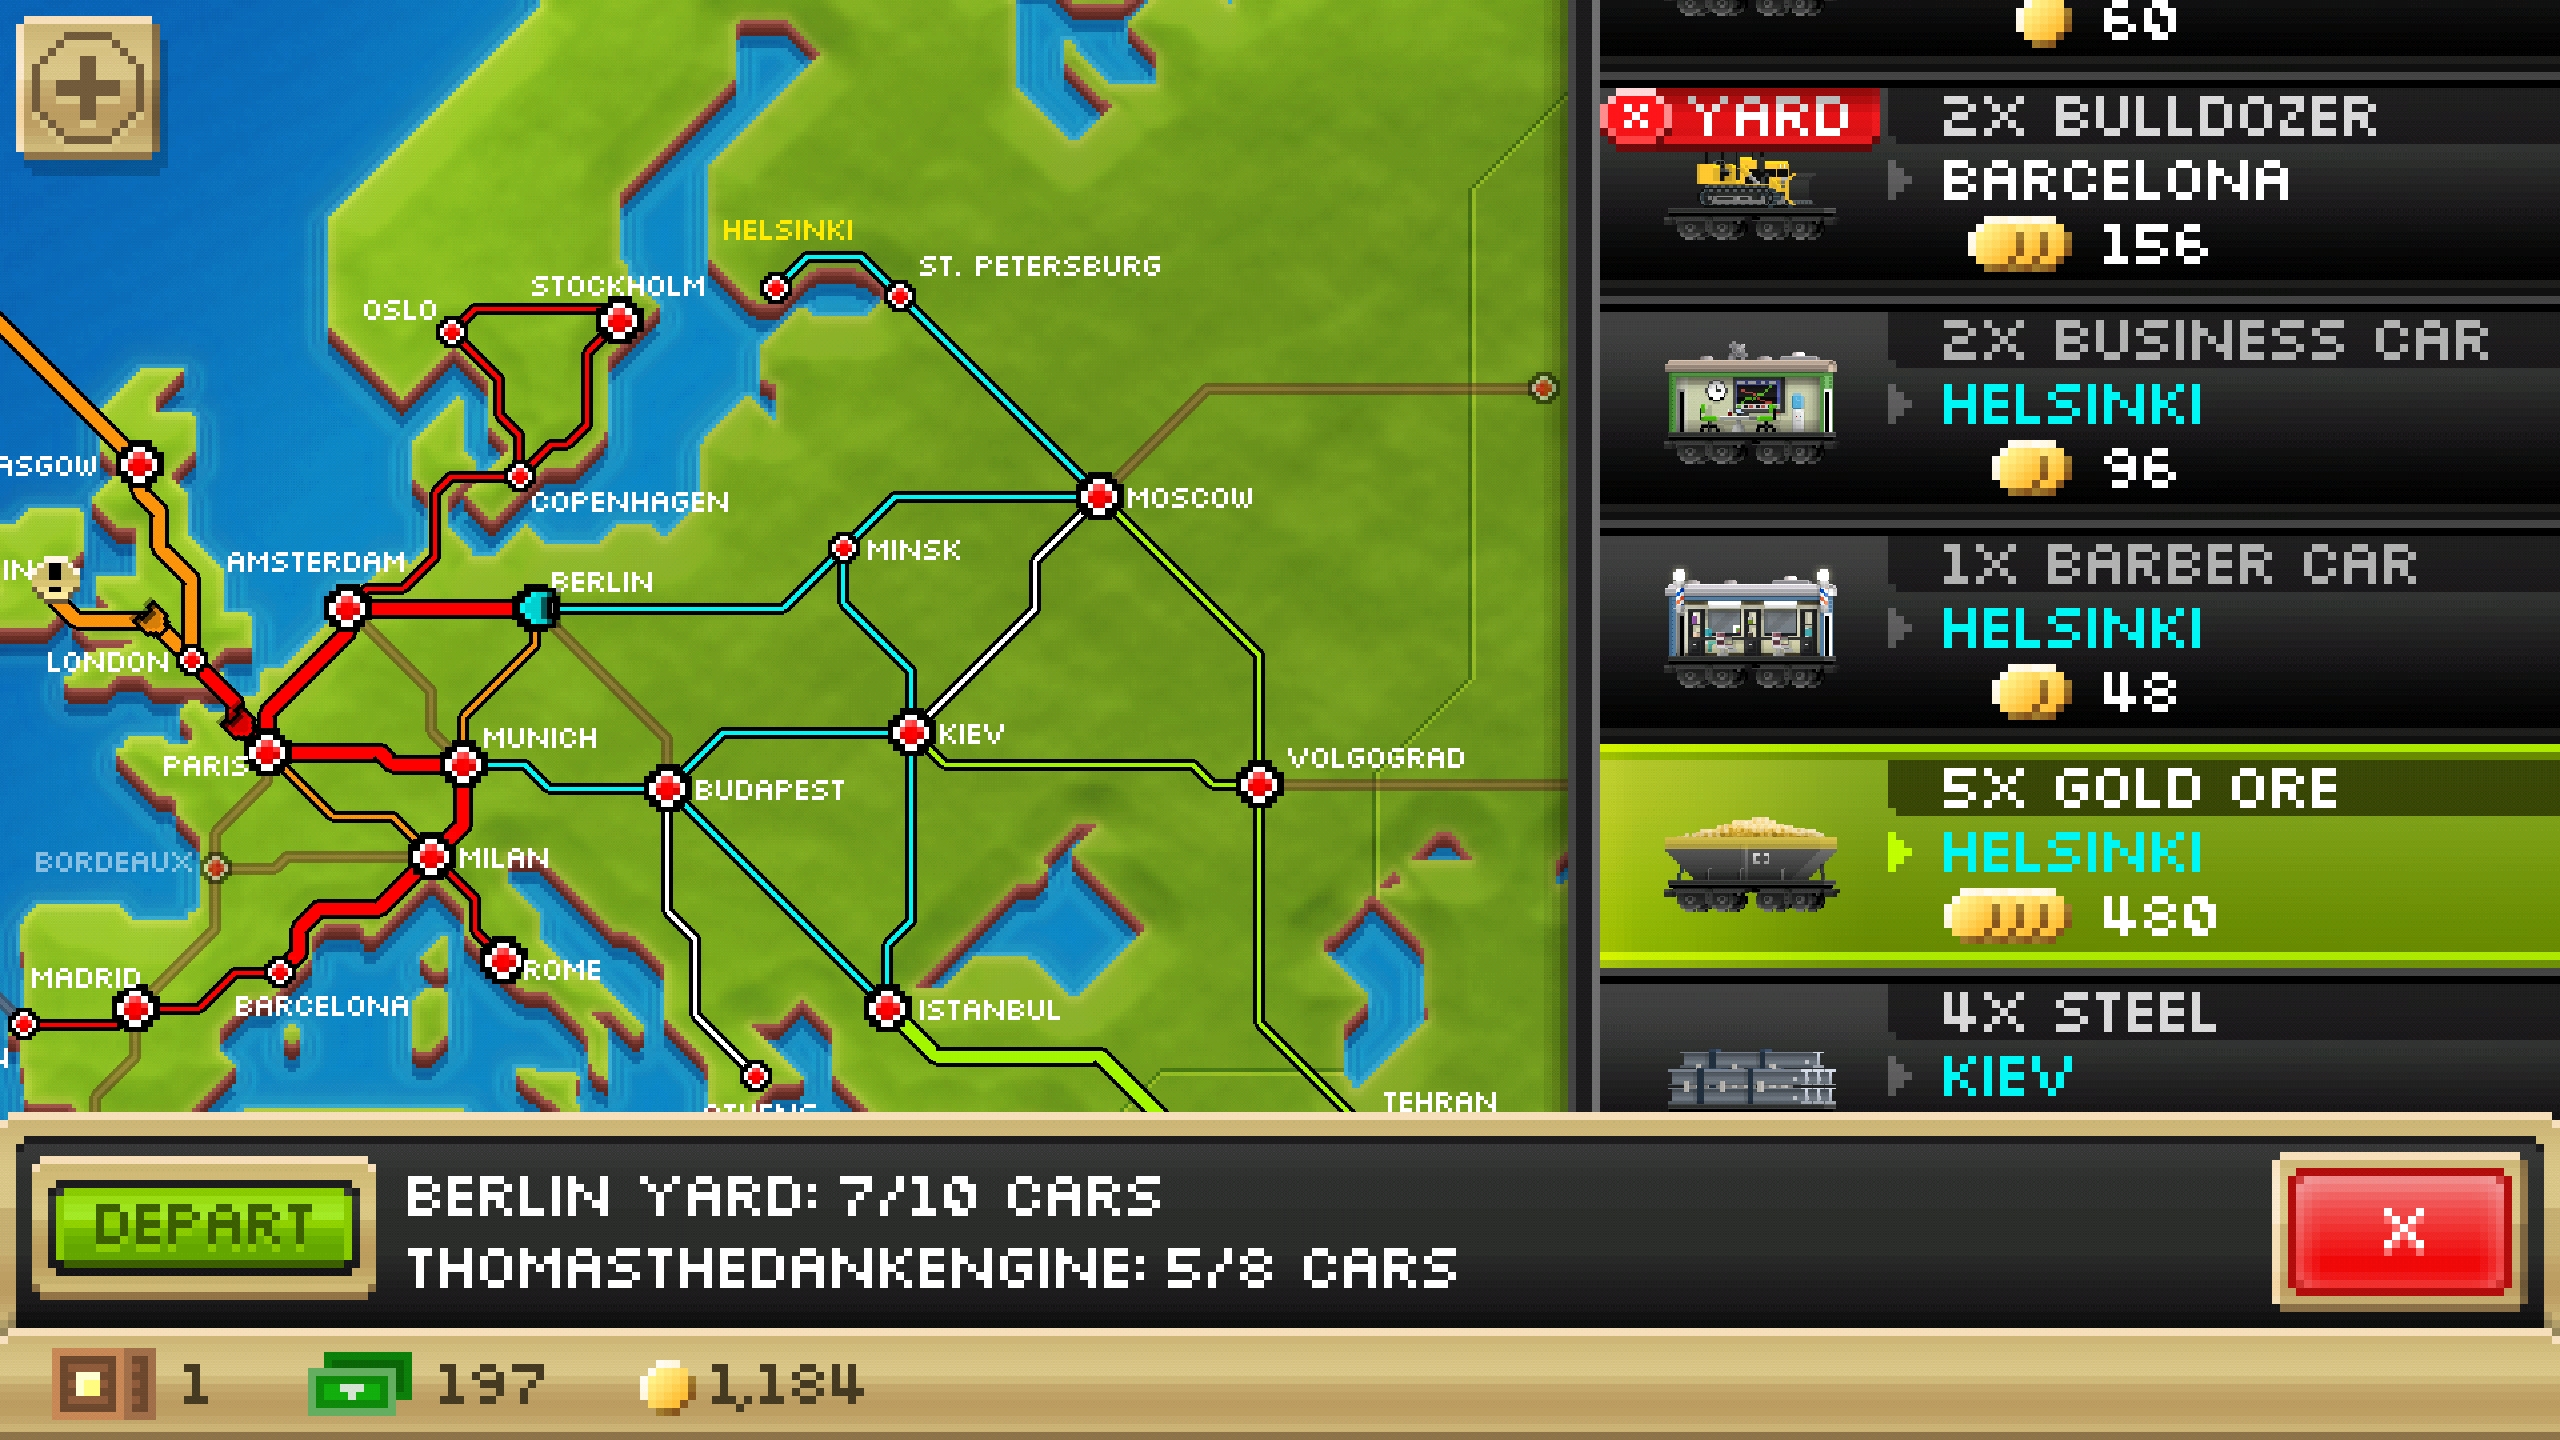 HELSINKI
ST. PETERSBURG
STOCKHOLM
OSLO
ASGOW
COPENHAGEN
MOSCOW
MINSK
AMSTERDAM
BERLIN
IN
LONDON
MUNICH
KIEV
PARIS
VOLGOGRAD
BUDAPEST
BORDEAUX
MILAN
ROME
MADRID
BARCELONA
ISTANBUL
TEHRAN
ATHENS
60
X YARD
2X BULLDOZER
BARCELONA
156
2X BUSINESS CAR
HELSINKI
96
1X BARBER CAR
HELSINKI
48
5X GOLD ORE
HELSINKI
480
4X STEEL
KIEV
DEPART
BERLIN YARD: 7/10 CARS
THOMASTHEDANKENGINE: 5/8 CARS
X
1
197
1,184